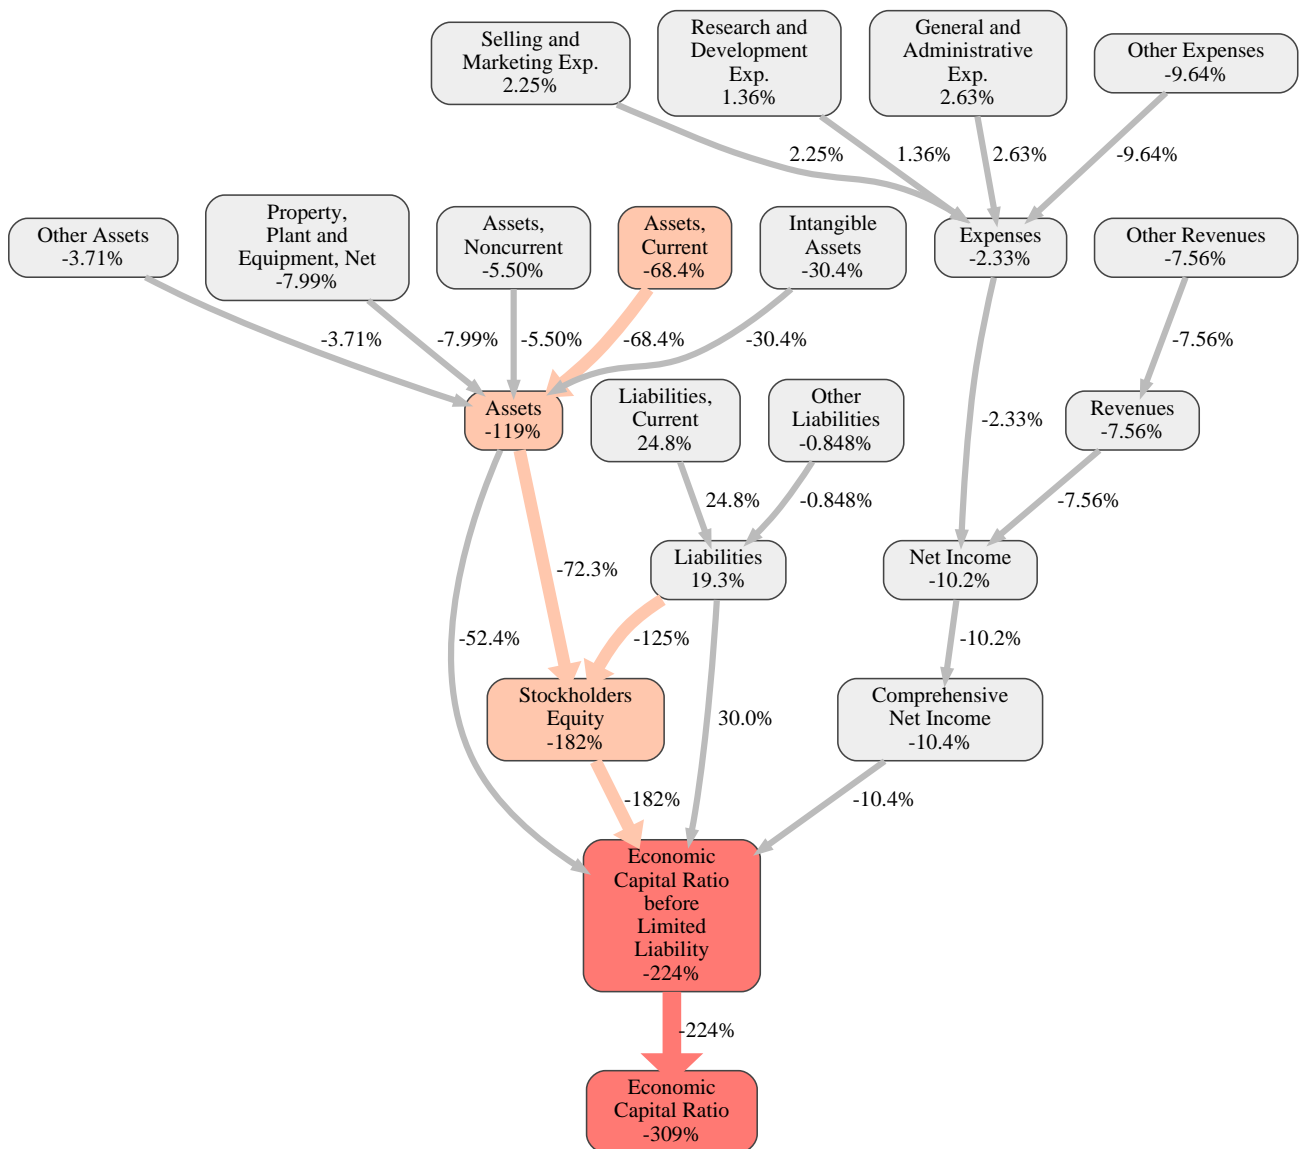 Selling and
Marketing Exp.
2.25%
Research and
Development
Exp.
1.36%
General and
Administrative
Exp.
2.63%
Other Expenses
-9.64%
2.25%
1.36%
2.63%
-9.64%
Other Assets
-3.71%
Property,
Plant and
Equipment, Net
-7.99%
Assets,
Noncurrent
-5.50%
Assets,
Current
-68.4%
Intangible
Assets
-30.4%
Expenses
-2.33%
Other Revenues
-7.56%
-3.71%
-7.99%
-5.50%
-68.4%
-30.4%
-7.56%
Assets
-119%
Liabilities,
Current
24.8%
Other
Liabilities
-0.848%
-2.33%
Revenues
-7.56%
24.8%
-0.848%
-7.56%
-72.3%
Liabilities
19.3%
Net Income
-10.2%
-52.4%
-125%
-10.2%
Stockholders
Equity
-182%
30.0%
Comprehensive
Net Income
-10.4%
-182%
-10.4%
Economic
Capital Ratio
before
Limited
Liability
-224%
-224%
Economic
Capital Ratio
-309%